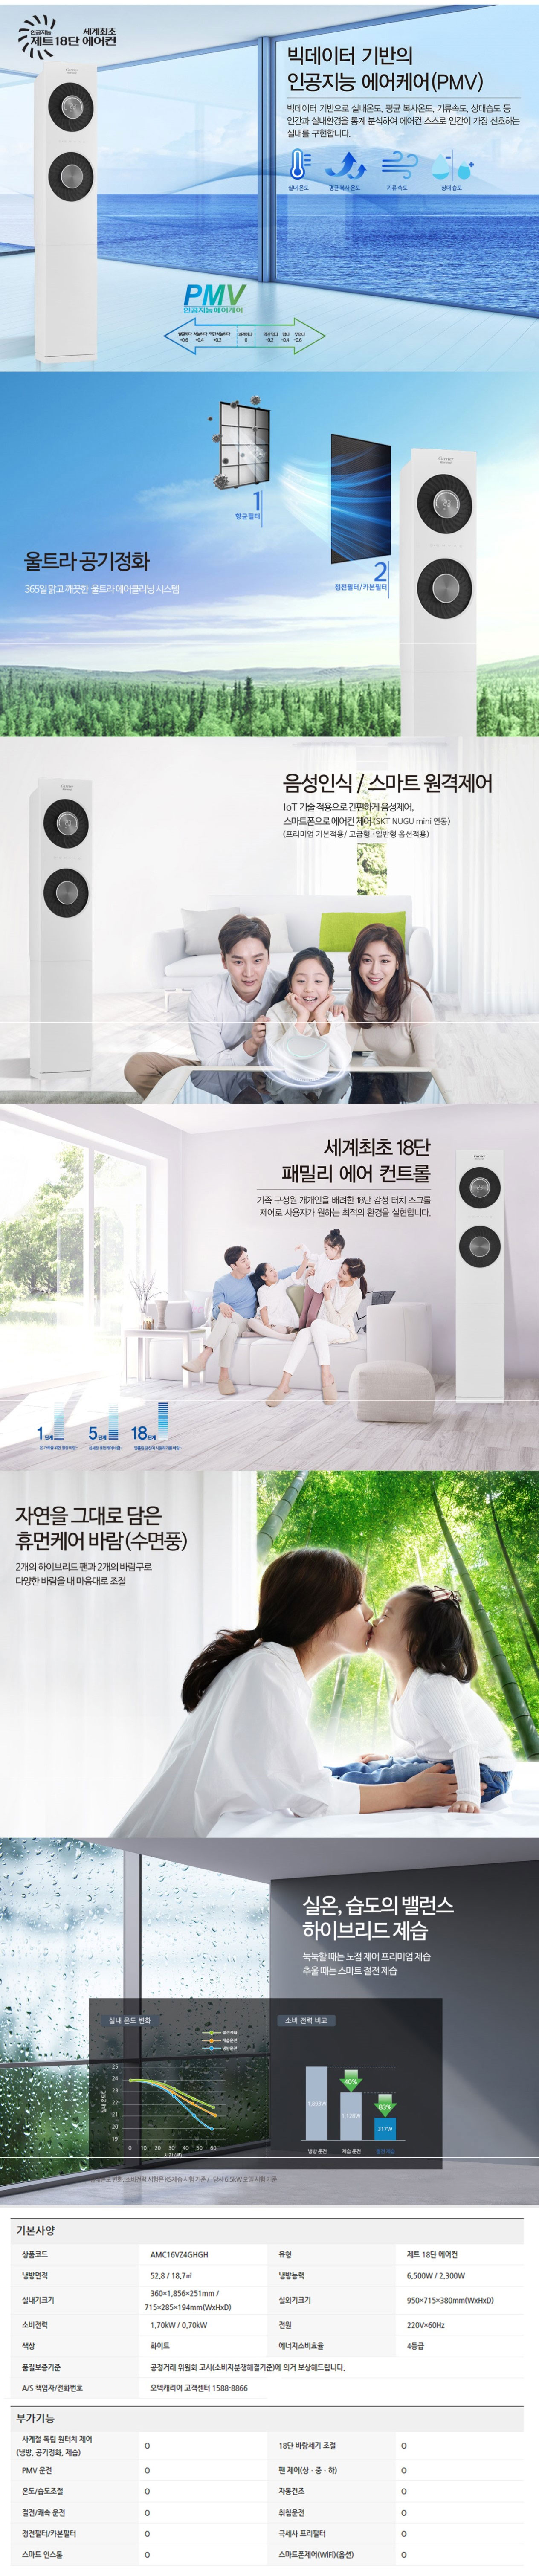 인공지능 세계최초
제트18단 에어컨
빅데이터 기반의
인공지능 에어케어(PMV)
빅데이터 기반으로 실내온도, 평균 복사온도, 기류속도, 상대습도 등
인간과 실내환경을 통계 분석하여 에어컨 스스로 인간이 가장 선호하는
실내를 구현합니다.
실내 온도 평균 복사 온도 기류 속도 상대 습도
PMV
인공지능에어케어
울트라 공기정화
365일 맑고 깨끗한 울트라 에어클리닝 시스템
1
향균필터
2
정전필터/카본필터
음성인식 / 스마트 원격제어
IoT 기술 적용으로 간편하게 음성제어,
스마트폰으로 에어컨 제어(SKT NUGU mini 연동)
(프리미엄 기본적용/ 고급형·일반형 옵션적용)
세계최초 18단
패밀리 에어 컨트롤
가족 구성원 개개인을 배려한 18단 감성 터치 스크롤
제어로 사용자가 원하는 최적의 환경을 실현합니다.
1단계 5단계 18단계
자연을 그대로 담은
휴먼케어 바람(수면풍)
2개의 하이브리드 팬과 2개의 바람구로
다양한 바람을 내 마음대로 조절
실온, 습도의 밸런스
하이브리드 제습
눅눅할 때는 노점 제어 프리미엄 제습
추울 때는 스마트 절전 제습
실내 온도 변화 소비 전력 비교
25
24
23
22
21
20
19
0 10 20 30 40 50 60
시간 (분)
40%
83%
317W
냉방 운전 제습 운전 절전 제습
기본사양
상품코드 AMC16VZ4GHGH 유형 제트 18단 에어컨
냉방면적 52,8 / 18,7㎡ 냉방능력 6,500W / 2,300W
실내기크기 360×1,856×251mm / 715×285×194mm(WxHxD) 실외기크기 950×715×380mm(WxHxD)
소비전력 1,70kW / 0,70kW 전원 220V×60Hz
색상 화이트 에너지소비효율 4등급
품질보증기준 공정거래 위원회 고시(소비자분쟁해결기준)에 의거 보상해드립니다.
A/S 책임자/전화번호 오텍캐리어 고객센터 1588-8866
부가기능
사계절 독립 원터치 제어
(냉방, 공기정화, 제습) O 18단 바람세기 조절 O
PMV 운전 O 팬 제어(상 · 중 · 하) O
온도/습도조절 O 자동건조 O
절전/쾌속 운전 O 취침운전 O
정전필터/카본필터 O 극세사 프리필터 O
스마트 인스톨 O 스마트폰제어(WiFi)(옵션) O